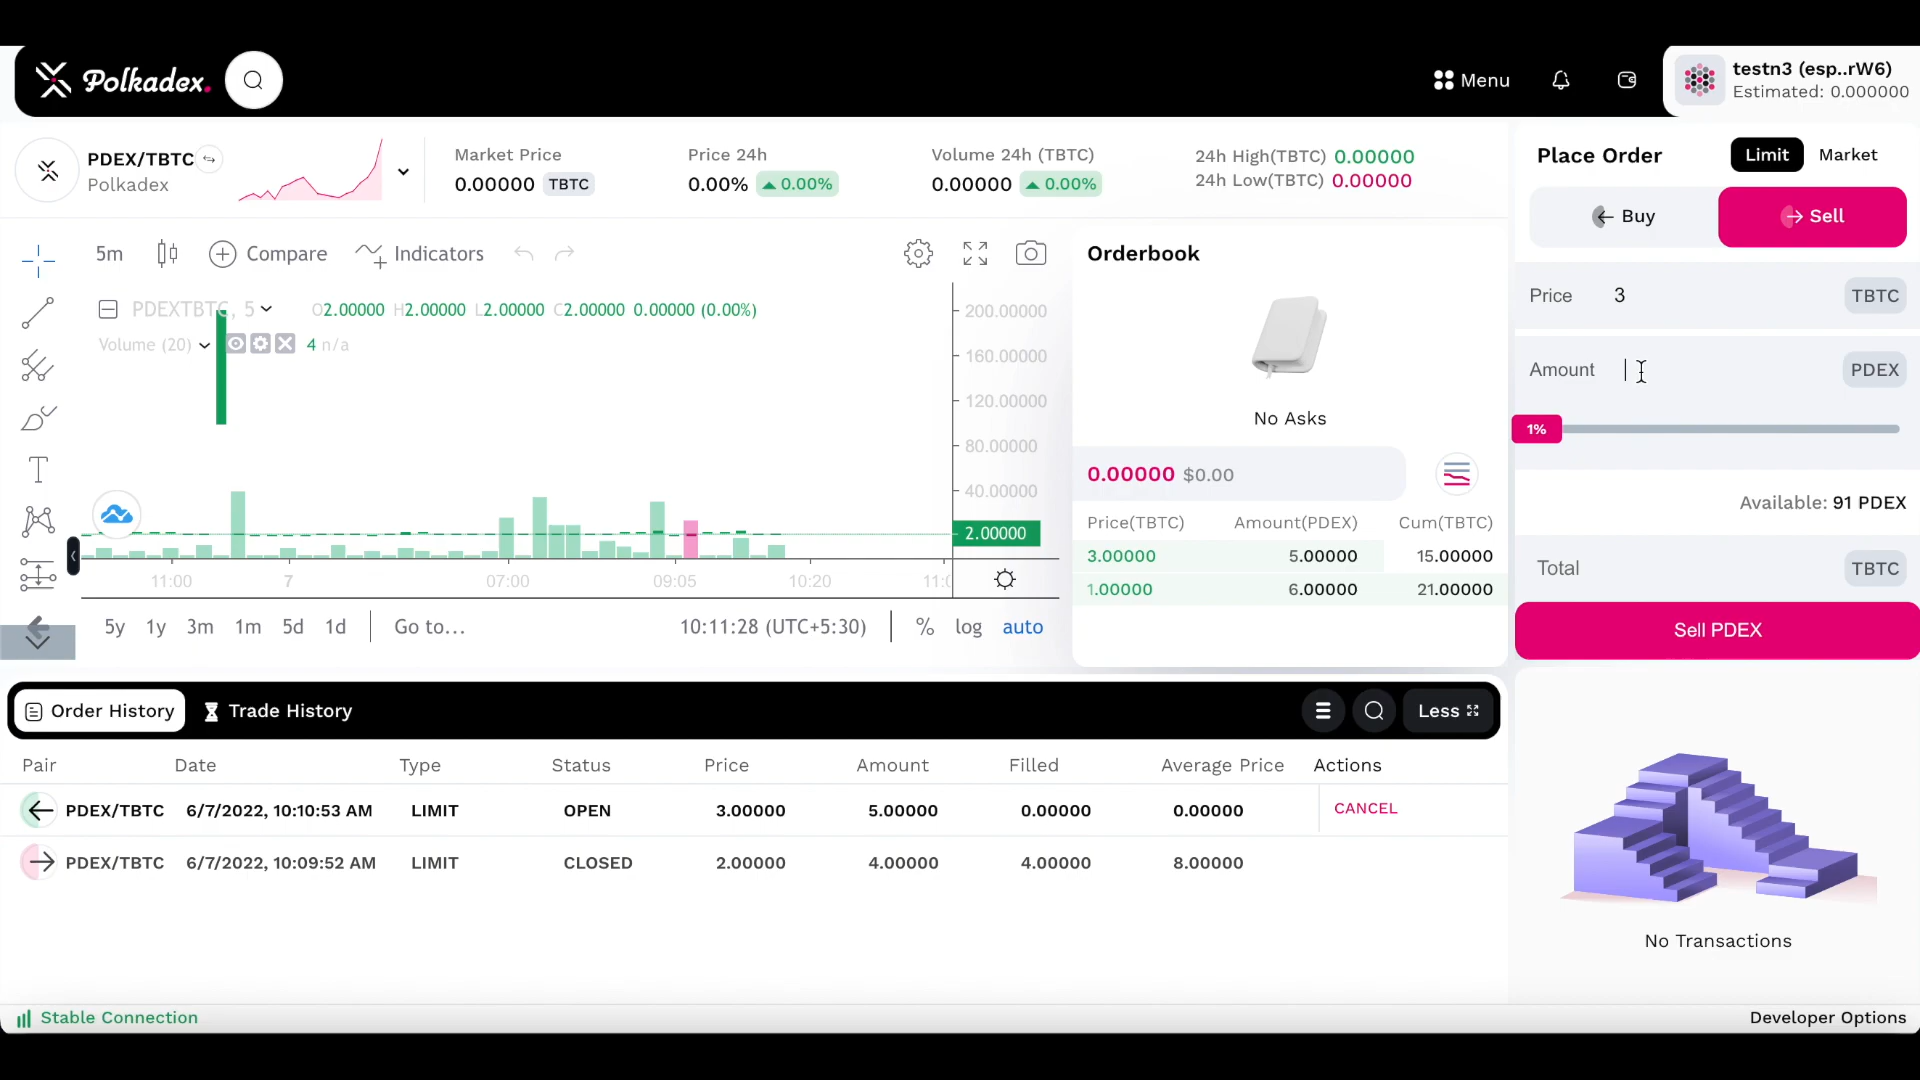 Polkadex.
Menu
testn3 (esp..rW6)
Estimated: 0.000000
PDEX/TBTC
Polkadex
Market Price
0.00000 TBTC
Price 24h
0.00% 0.00%
Volume 24h (TBTC)
0.00000 0.00%
24h High(TBTC) 0.00000
24h Low(TBTC) 0.00000
Place Order
Limit Market
Buy Sell
Price 3 TBTC
Amount PDEX
1%
Available: 91 PDEX
Total TBTC
Sell PDEX
5m Compare Indicators
PDEXTBTC, 5 O2.00000 H2.00000 L2.00000 C2.00000 0.00000 (0.00%)
Volume (20) 4 n/a
200.00000
160.00000
120.00000
80.00000
40.00000
2.00000
11:00 7 07:00 09:05 10:20
5y 1y 3m 1m 5d 1d Go to... 10:11:28 (UTC+5:30) % log auto
Orderbook
No Asks
0.00000 $0.00
Price(TBTC) Amount(PDEX) Cum(TBTC)
3.00000 5.00000 15.00000
1.00000 6.00000 21.00000
Order History Trade History Less
Pair Date Type Status Price Amount Filled Average Price Actions
PDEX/TBTC 6/7/2022, 10:10:53 AM LIMIT OPEN 3.00000 5.00000 0.00000 0.00000 CANCEL
PDEX/TBTC 6/7/2022, 10:09:52 AM LIMIT CLOSED 2.00000 4.00000 4.00000 8.00000
No Transactions
Stable Connection
Developer Options